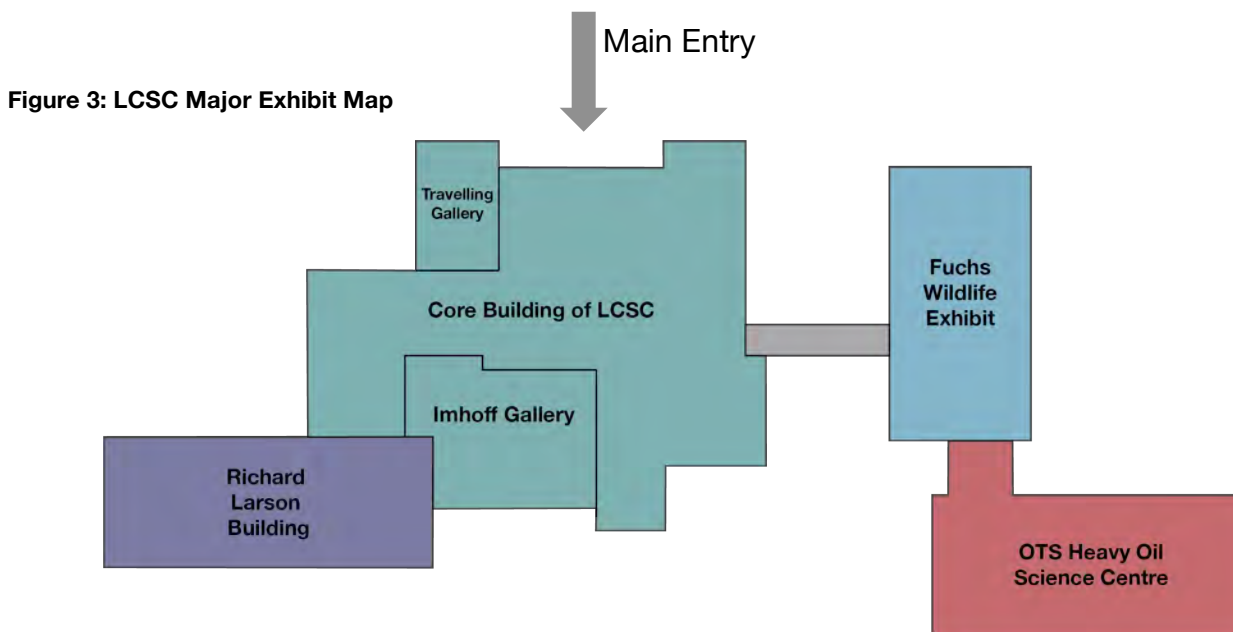 Main Entry
Figure 3: LCSC Major Exhibit Map
Travelling
Gallery
Core Building of LCSC
Fuchs
Wildlife
Exhibit
Imhoff Gallery
Richard
Larson
Building
OTS Heavy Oil
Science Centre